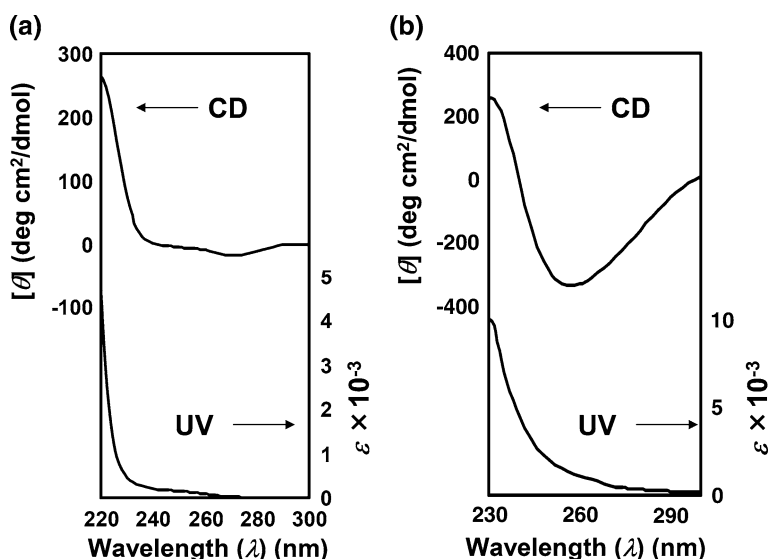 (a)
300
200
100
0
-100
[θ] (deg cm²/dmol)
CD
UV
5
4
3
2
1
0
ε × 10⁻³
220 240 260 280 300
Wavelength (λ) (nm)
(b)
400
200
0
-200
-400
[θ] (deg cm²/dmol)
CD
UV
10
5
0
ε × 10⁻³
230 260 290
Wavelength (λ) (nm)